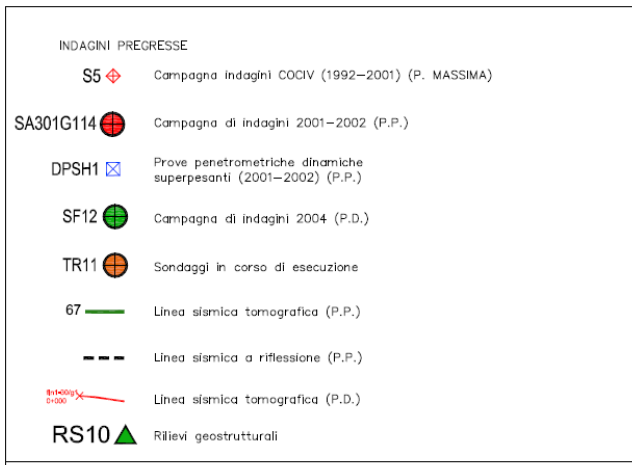 INDAGINI PREGRESSE
S5 Campagna indagini COCIV (1992-2001) (P. MASSIMA)
SA301G114 Campagna di indagini 2001-2002 (P.P.)
DPSH1 Prove penetrometriche dinamiche
superpesanti (2001-2002) (P.P.)
SF12 Campagna di indagini 2004 (P.D.)
TR11 Sondaggi in corso di esecuzione
67 Linea sismica tomografica (P.P.)
Linea sismica a riflessione (P.P.)
0+000 Linea sismica tomografica (P.D.)
RS10 Rilievi geostrutturali